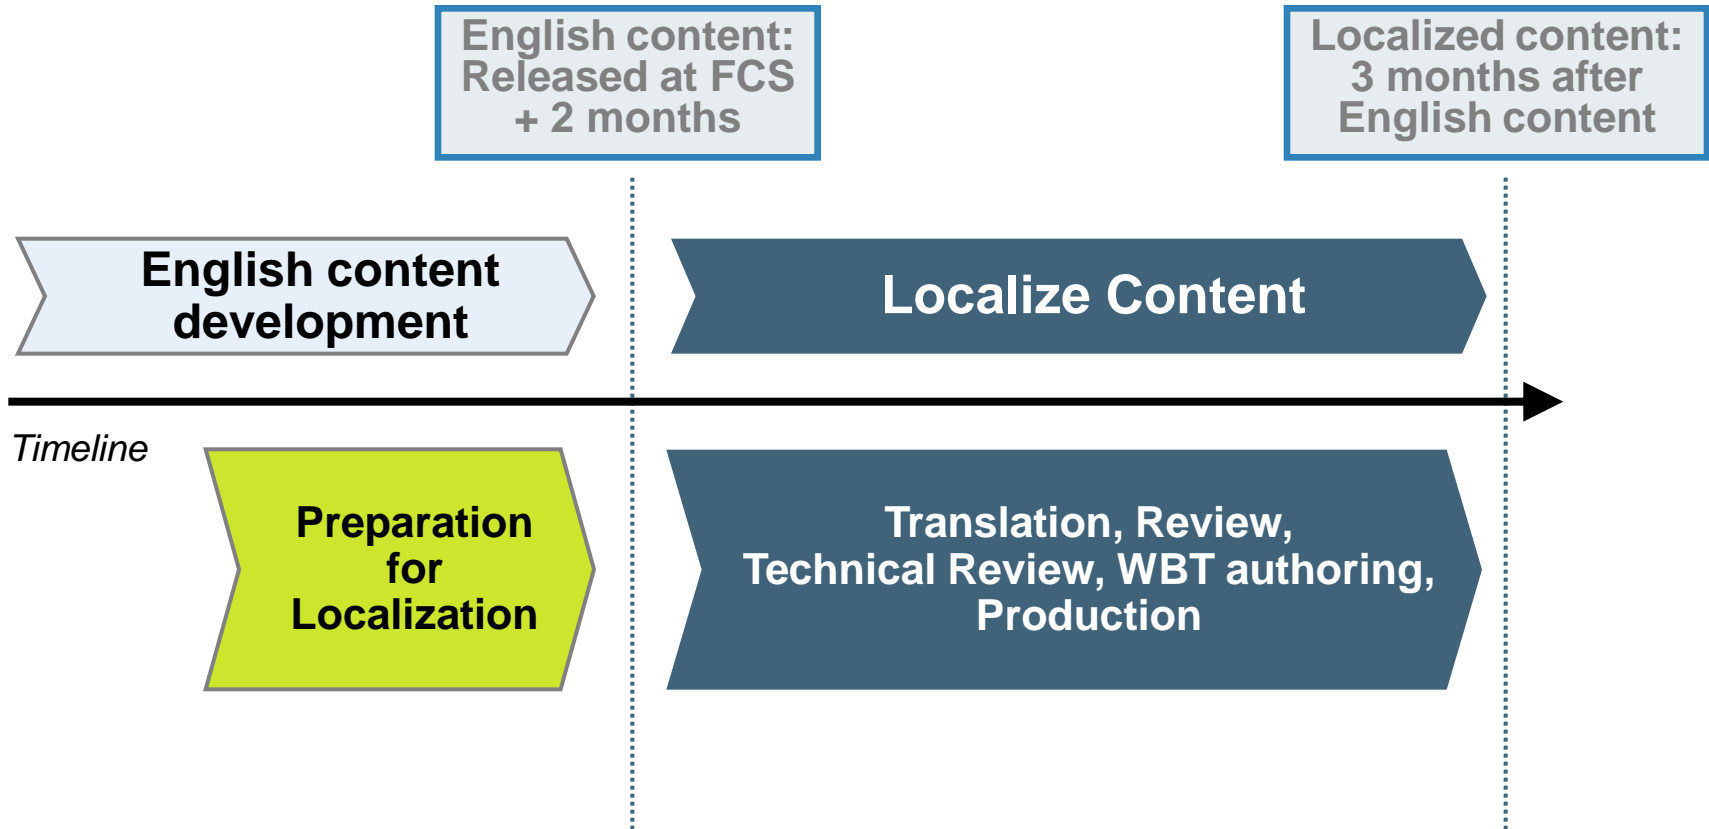 English content:
Released at FCS
+ 2 months
Localized content:
3 months after
English content
English content
development
Localize Content
Timeline
Preparation
for
Localization
Translation, Review,
Technical Review, WBT authoring,
Production